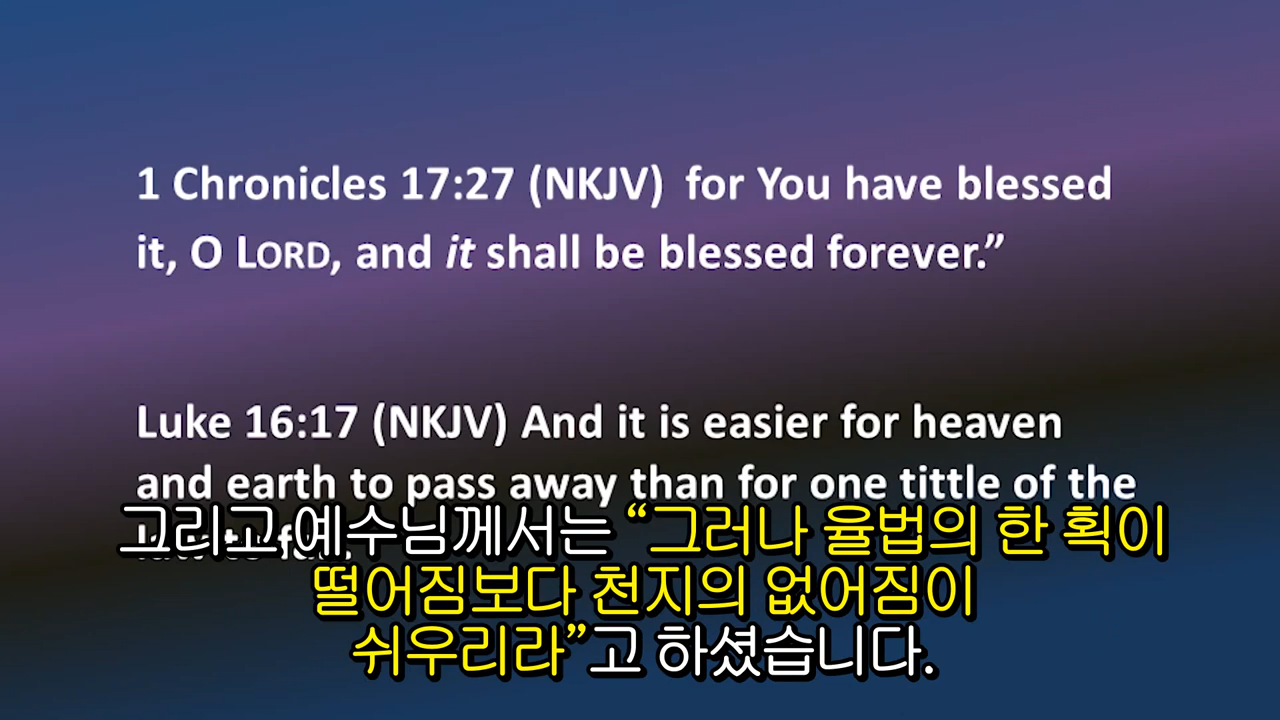 1 Chronicles 17:27 (NKJV)  for You have blessed
it, O LORD, and it shall be blessed forever.”
Luke 16:17 (NKJV) And it is easier for heaven
and earth to pass away than for one tittle of the
그리고 예수님께서는 “그러나 율법의 한 획이
떨어짐보다 천지의 없어짐이
쉬우리라”고 하셨습니다.